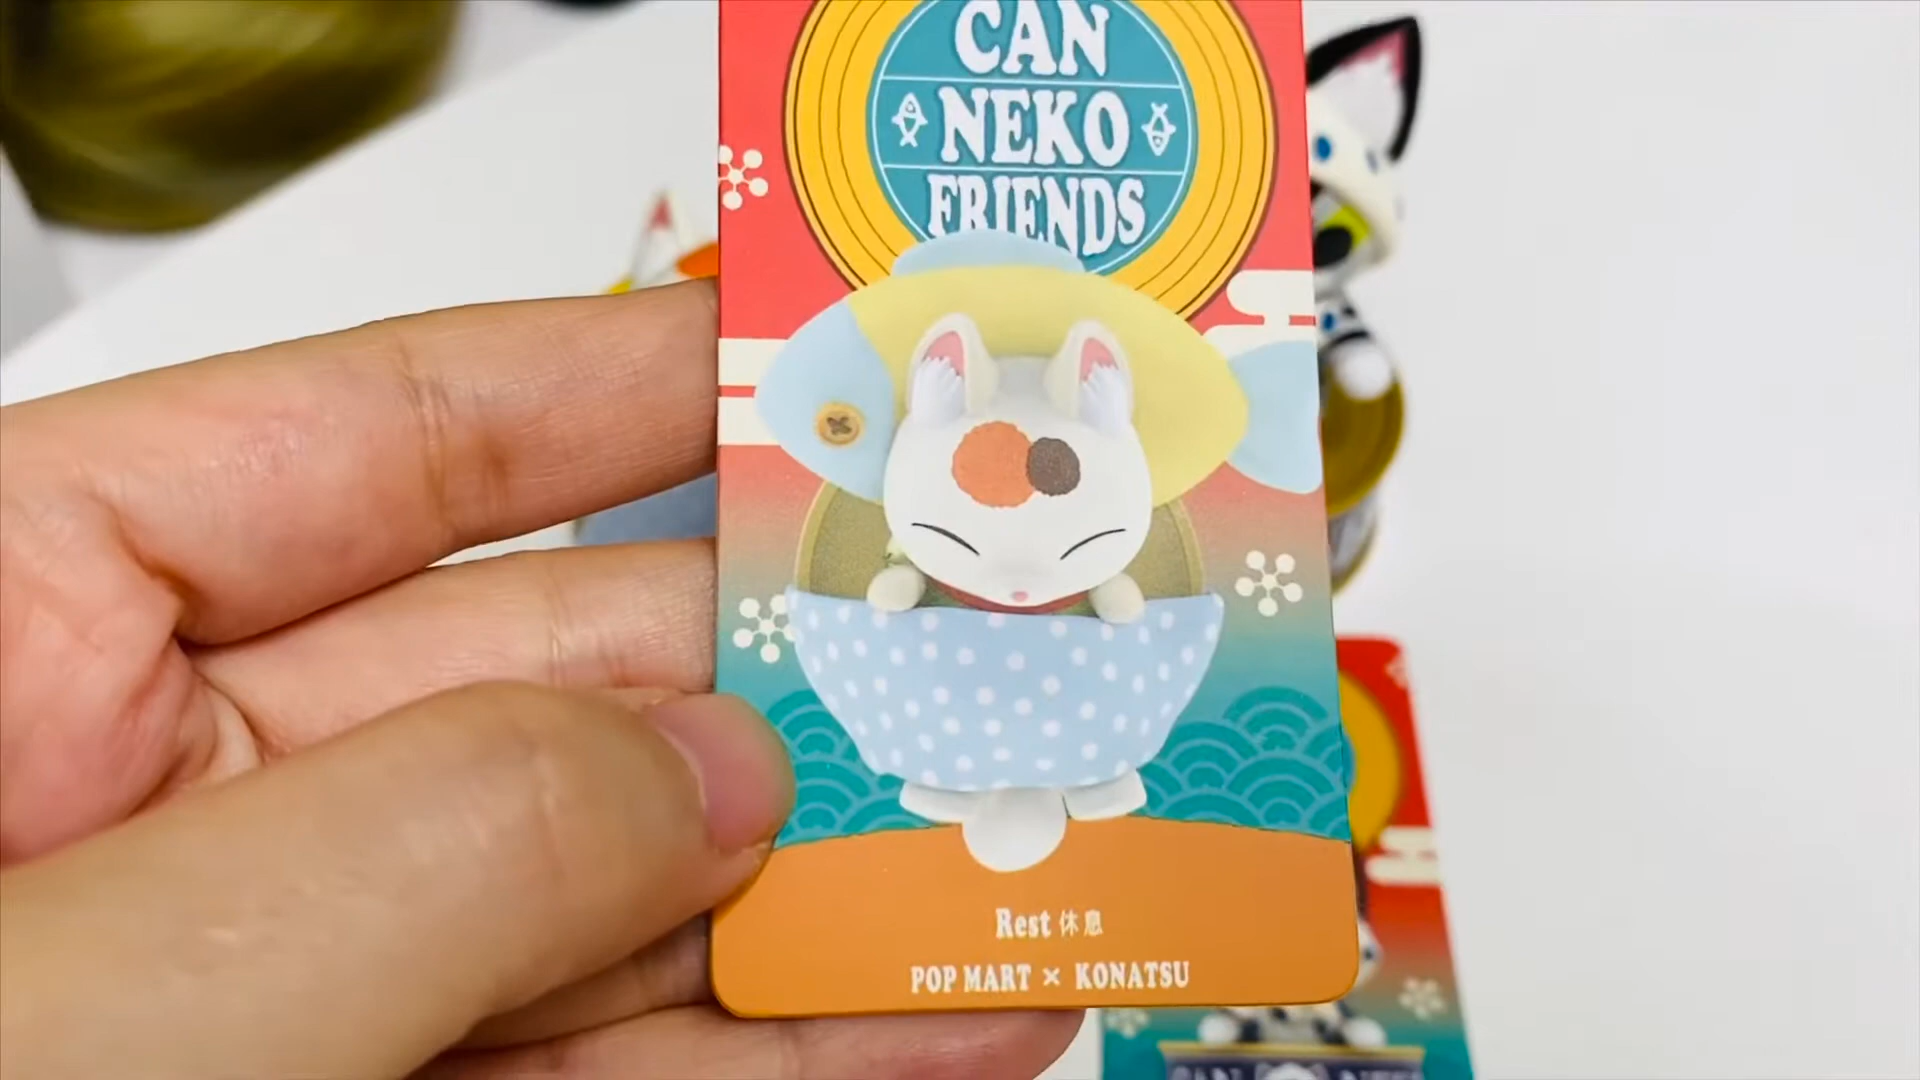 CAN
NEKO
FRIENDS
Rest 休息
POP MART × KONATSU